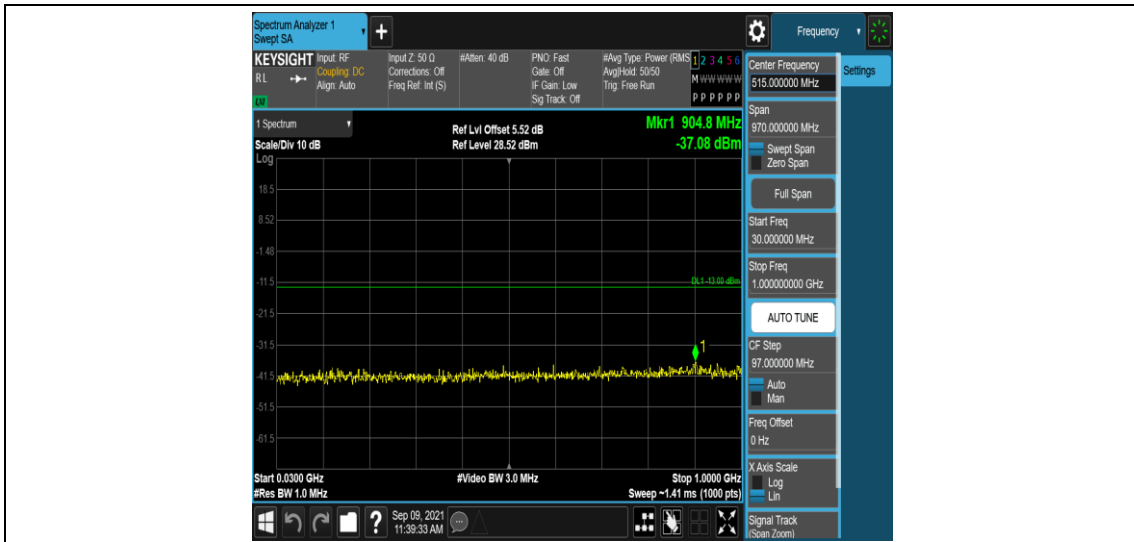 Spectrum Analyzer 1
Swept SA
+
Frequency
KEYSIGHT
RL
LXI
Input: RF
Coupling: DC
Align: Auto
Input Z: 50 Ω
Corrections: Off
Freq Ref: Int (S)
#Atten: 40 dB
PNO: Fast
Gate: Off
IF Gain: Low
Sig Track: Off
#Avg Type: Power (RMS
Avg|Hold: 50/50
Trig: Free Run
1 2 3 4 5 6
M W W W W W
P P P P P P
1 Spectrum
Scale/Div 10 dB
Log
Ref Lvl Offset 5.52 dB
Ref Level 28.52 dBm
Mkr1 904.8 MHz
-37.08 dBm
18.5
8.52
-1.48
-11.5
DL1 -13.00 dBm
-21.5
-31.5
1
-41.5
-51.5
-61.5
Start 0.0300 GHz
#Video BW 3.0 MHz
Stop 1.0000 GHz
#Res BW 1.0 MHz
Sweep ~1.41 ms (1000 pts)
?
Sep 09, 2021
11:39:33 AM
Center Frequency
515.000000 MHz
Settings
Span
970.000000 MHz
Swept Span
Zero Span
Full Span
Start Freq
30.000000 MHz
Stop Freq
1.000000000 GHz
AUTO TUNE
CF Step
97.000000 MHz
Auto
Man
Freq Offset
0 Hz
X Axis Scale
Log
Lin
Signal Track
(Span Zoom)